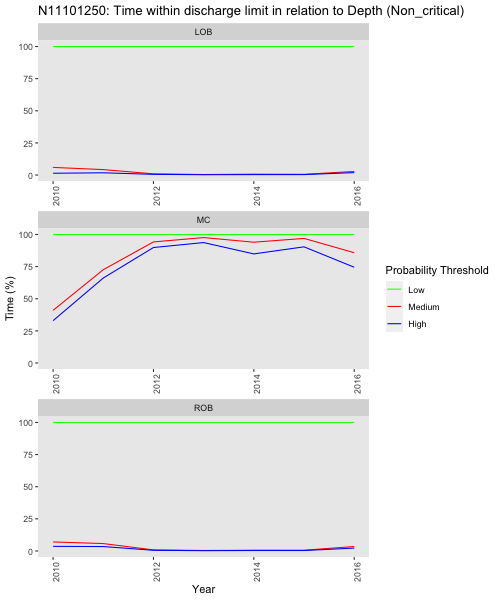 N11101250: Time within discharge limit in relation to Depth (Non_critical)
LOB
100
75
50
25
0
2010 2012 2014 2016
MC
100
75
50
25
0
2010 2012 2014 2016
ROB
100
75
50
25
0
2010 2012 2014 2016
Time (%)
Year
Probability Threshold
Low
Medium
High